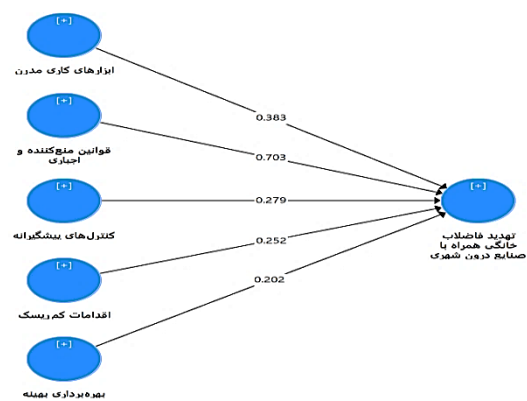 [+]
ابزارهای کاری مدرن
[+]
قوانین منع‌کننده و
اجباری
[+]
کنترل‌های پیشگیرانه
[+]
اقدامات کم‌ریسک
[+]
بهره‌برداری بهینه
0.383
0.703
0.279
0.252
0.202
[+]
تهدید فاضلاب
خانگی همراه با
صنایع درون شهری